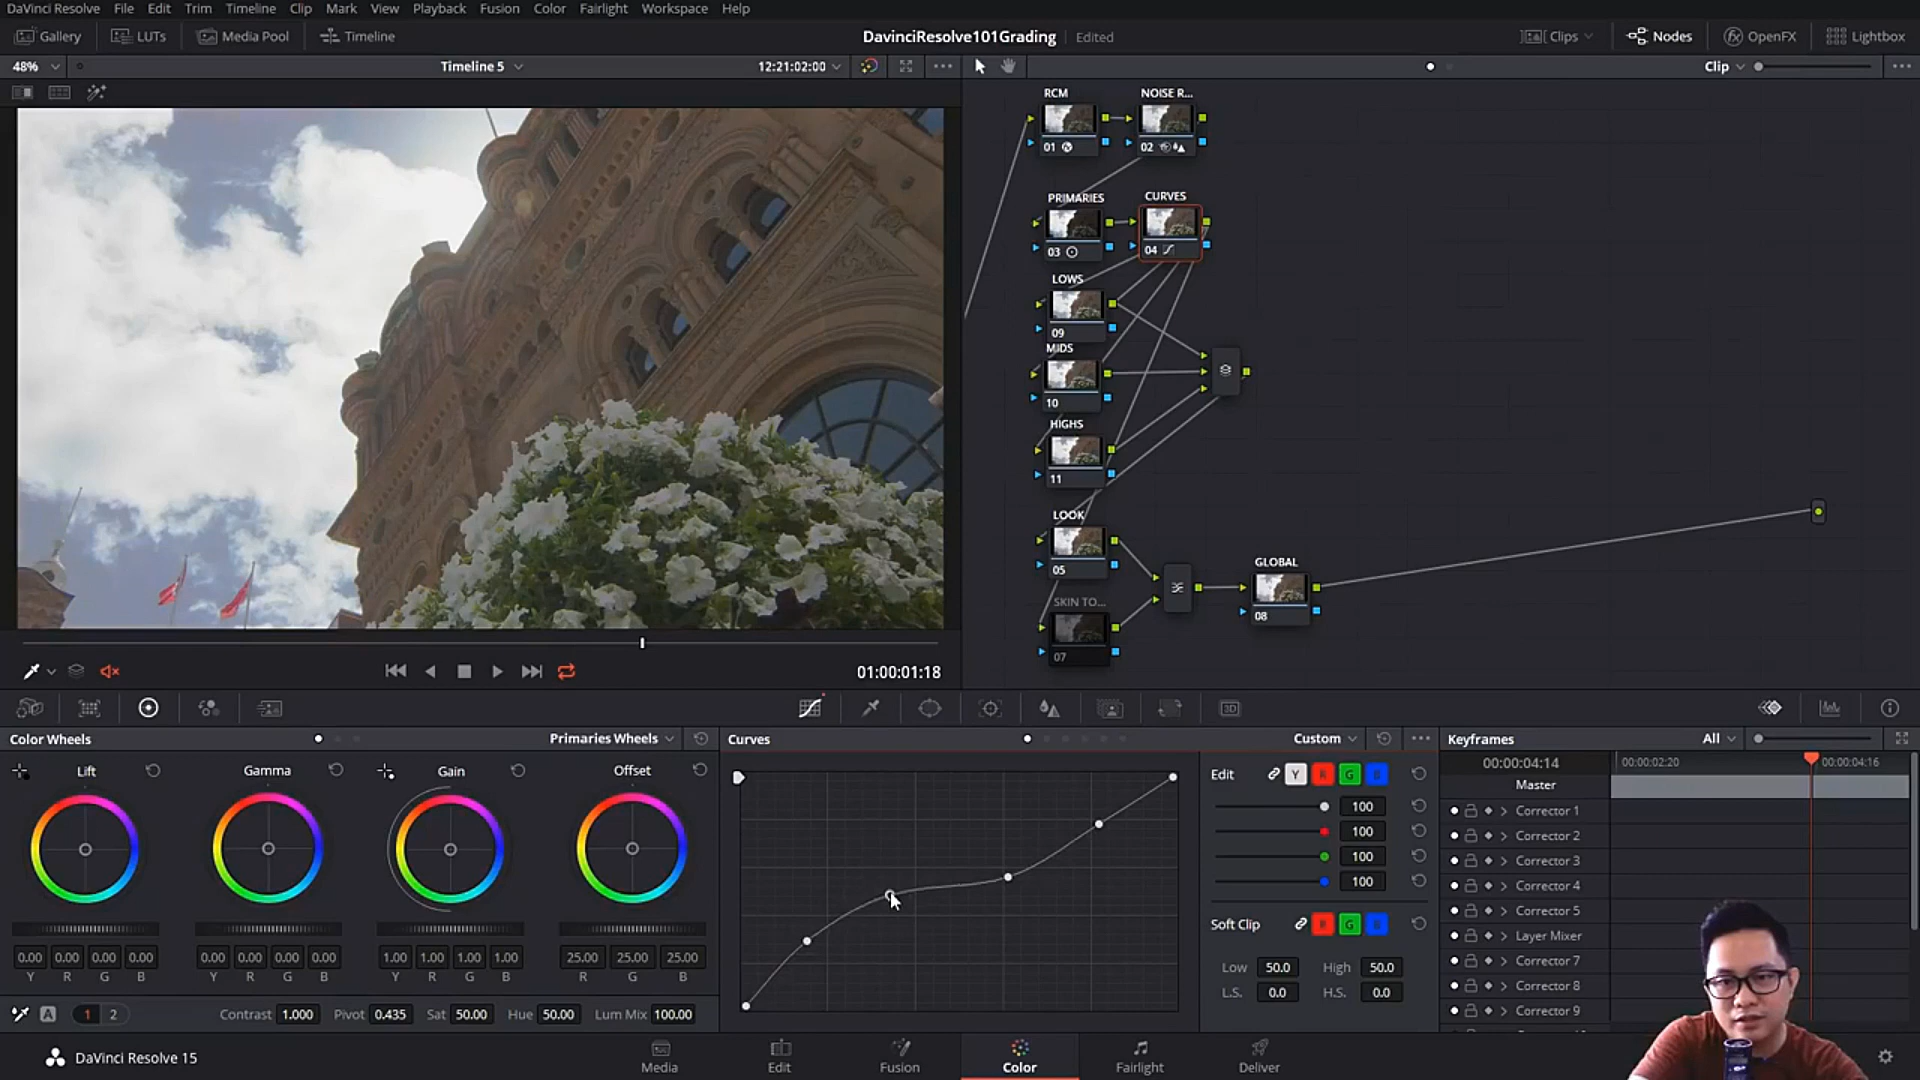 DaVinci Resolve File Edit Trim Timeline Clip Mark View Playback Fusion Color Fairlight Workspace Help
Gallery LUTs Media Pool Timeline DavinciResolve101Grading Edited Clips Nodes OpenFX Lightbox
48% Timeline 5 12:21:02:00 Clip
RCM NOISE R...
01 02
PRIMARIES CURVES
03 04
LOWS
09
MIDS
10
HIGHS
11
LOOK
05
GLOBAL
08
SKIN TO...
07
01:00:01:18
3D
Color Wheels Primaries Wheels
Lift Gamma Gain Offset
0.00 0.00 0.00 0.00 0.00 0.00 0.00 0.00 1.00 1.00 1.00 1.00 25.00 25.00 25.00
Y R G B Y R G B Y R G B R G B
A 1 2 Contrast 1.000 Pivot 0.435 Sat 50.00 Hue 50.00 Lum Mix 100.00
Curves Custom
Edit Y R G B
100
100
100
100
Soft Clip R G B
Low 50.0 High 50.0
L.S. 0.0 H.S. 0.0
Keyframes All
00:00:04:14 00:00:02:20 00:00:04:16
Master
Corrector 1
Corrector 2
Corrector 3
Corrector 4
Corrector 5
Layer Mixer
Corrector 7
Corrector 8
Corrector 9
DaVinci Resolve 15 Media Edit Fusion Color Fairlight Deliver